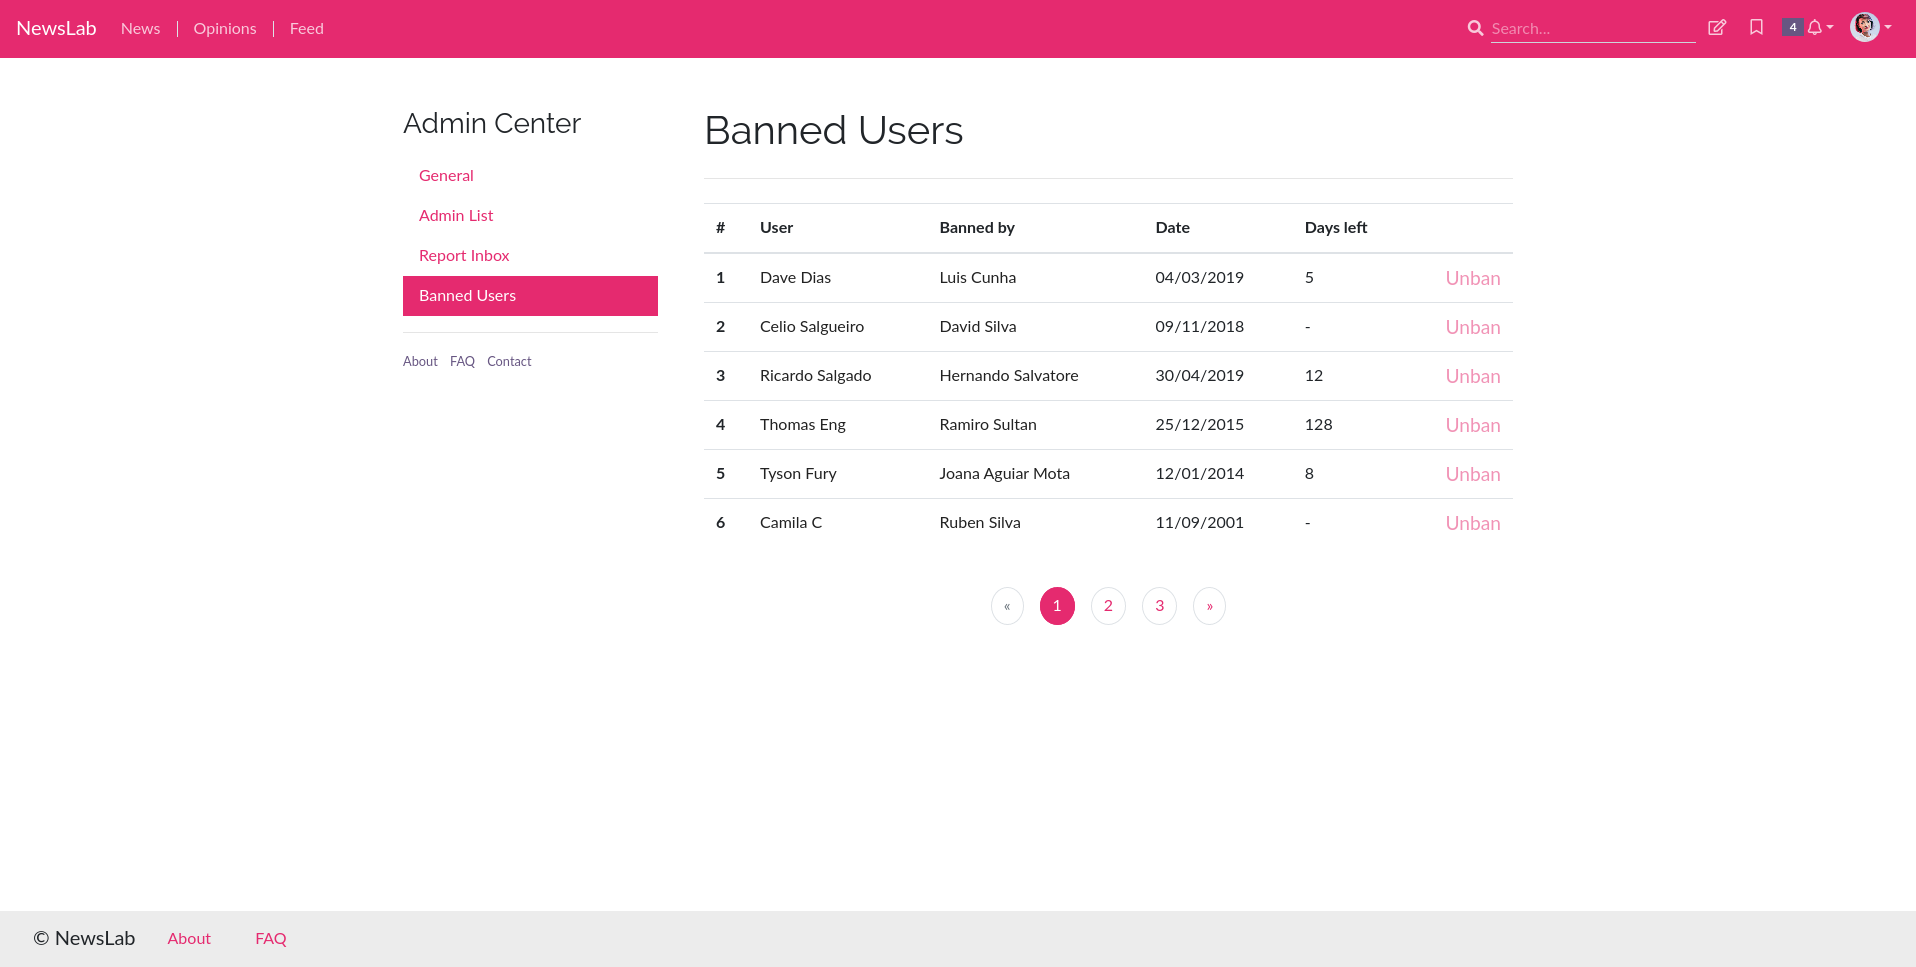 NewsLab News Opinions Feed Search... 4
Admin Center
General
Admin List
Report Inbox
Banned Users
About FAQ Contact
Banned Users
# User Banned by Date Days left
1 Dave Dias Luis Cunha 04/03/2019 5 Unban
2 Celio Salgueiro David Silva 09/11/2018 - Unban
3 Ricardo Salgado Hernando Salvatore 30/04/2019 12 Unban
4 Thomas Eng Ramiro Sultan 25/12/2015 128 Unban
5 Tyson Fury Joana Aguiar Mota 12/01/2014 8 Unban
6 Camila C Ruben Silva 11/09/2001 - Unban
« 1 2 3 »
© NewsLab About FAQ